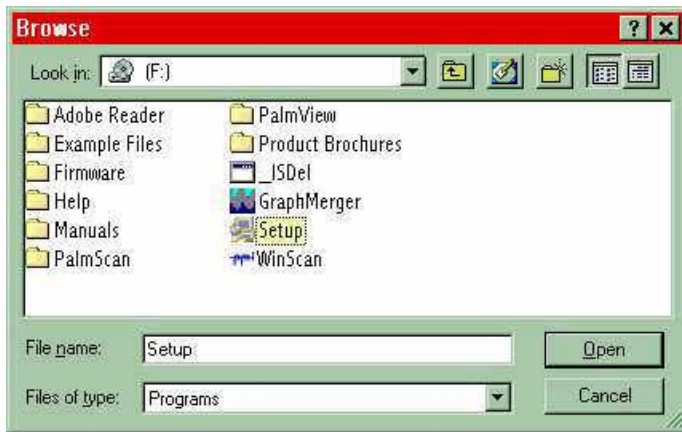 Browse
Look in: (F:)
Adobe Reader
Example Files
Firmware
Help
Manuals
PalmScan
PalmView
Product Brochures
_ISDel
GraphMerger
Setup
WinScan
File name: Setup Open
Files of type: Programs Cancel